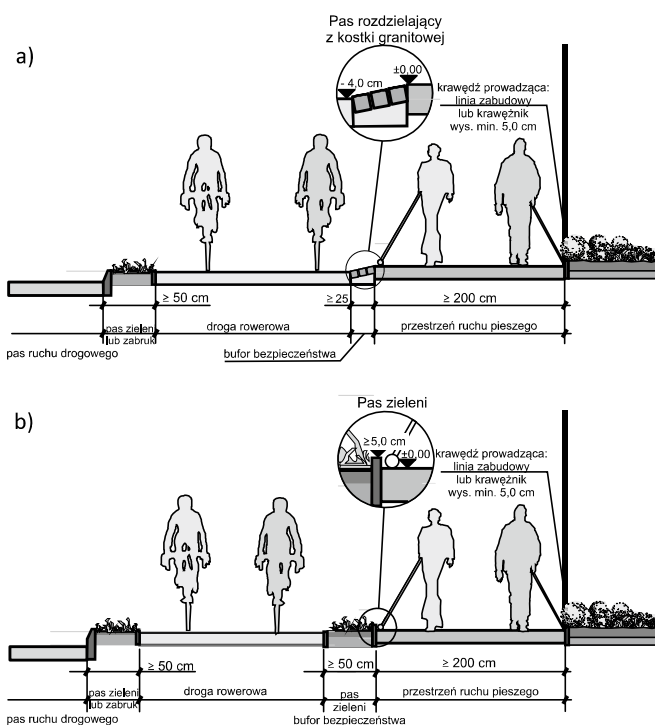 a)
Pas rozdzielający
z kostki granitowej
- 4,0 cm
±0,00
krawędź prowadząca:
linia zabudowy
lub krawężnik
wys. min. 5,0 cm
≥ 50 cm
≥ 25
≥ 200 cm
pas zieleni
lub zabruk
droga rowerowa
przestrzeń ruchu pieszego
pas ruchu drogowego
bufor bezpieczeństwa
b)
Pas zieleni
≥5,0 cm
±0,00
krawędź prowadząca:
linia zabudowy
lub krawężnik
wys. min. 5,0 cm
≥ 50 cm
≥ 50 cm
≥ 200 cm
pas zieleni
lub zabruk
droga rowerowa
pas
zieleni
przestrzeń ruchu pieszego
pas ruchu drogowego
bufor bezpieczeństwa